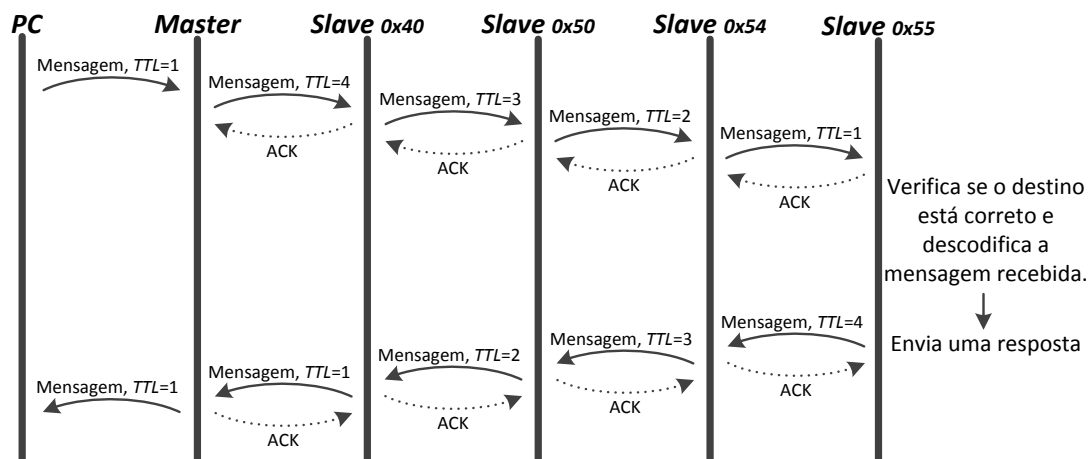 PC
Master
Slave 0x40
Slave 0x50
Slave 0x54
Slave 0x55
Mensagem, TTL=1
Mensagem, TTL=4
ACK
Mensagem, TTL=3
ACK
Mensagem, TTL=2
ACK
Mensagem, TTL=1
ACK
Verifica se o destino
está correto e
descodifica a
mensagem recebida.
Envia uma resposta
Mensagem, TTL=4
ACK
Mensagem, TTL=3
ACK
Mensagem, TTL=2
ACK
Mensagem, TTL=1
ACK
Mensagem, TTL=1